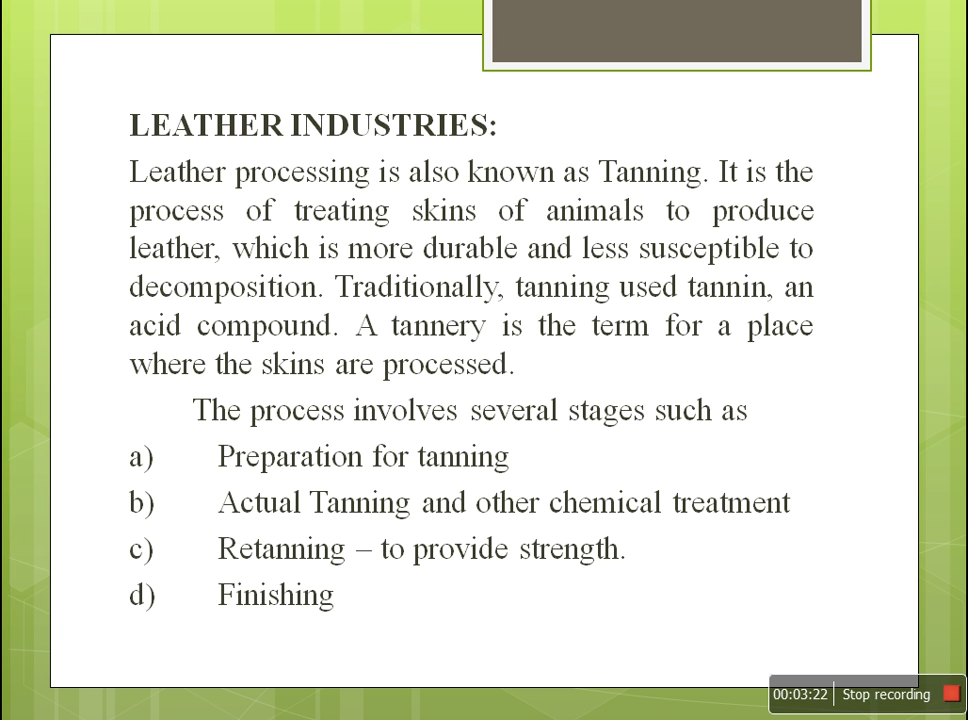 LEATHER INDUSTRIES:
Leather processing is also known as Tanning. It is the
process of treating skins of animals to produce
leather, which is more durable and less susceptible to
decomposition. Traditionally, tanning used tannin, an
acid compound. A tannery is the term for a place
where the skins are processed.
The process involves several stages such as
a) Preparation for tanning
b) Actual Tanning and other chemical treatment
c) Retanning – to provide strength.
d) Finishing
00:03:22 Stop recording